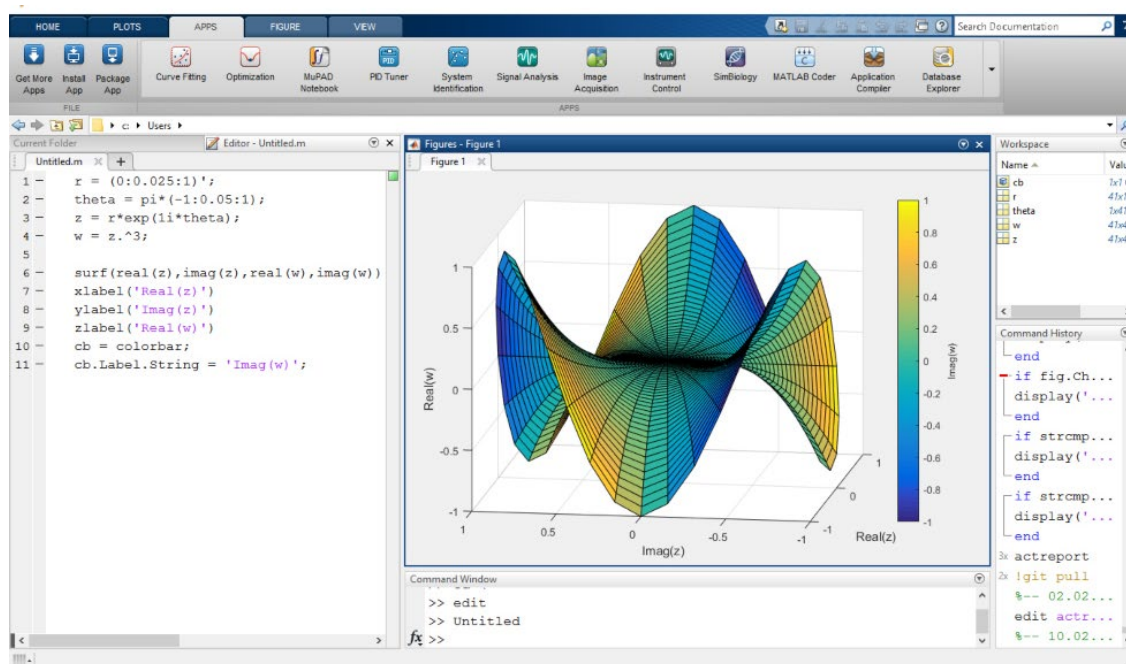 HOME PLOTS APPS FIGURE VIEW Search Documentation
Get More Apps
Install App
Package App
Curve Fitting
Optimization
MuPAD Notebook
PID Tuner
System Identification
Signal Analysis
Image Acquisition
Instrument Control
SimBiology
MATLAB Coder
Application Compiler
Database Explorer
FILE APPS
c: Users
Current Folder
Editor - Untitled.m
Untitled.m
1 r = (0:0.025:1)';
2 theta = pi*(-1:0.05:1);
3 z = r*exp(1i*theta);
4 w = z.^3;
5
6 surf(real(z),imag(z),real(w),imag(w))
7 xlabel('Real(z)')
8 ylabel('Imag(z)')
9 zlabel('Real(w)')
10 cb = colorbar;
11 cb.Label.String = 'Imag(w)';
Figures - Figure 1
Figure 1
1
0.5
0
-0.5
-1
Real(w)
1 0.5 0 -0.5 -1
Imag(z)
-1 0 1
Real(z)
1
0.8
0.6
0.4
0.2
0
-0.2
-0.4
-0.6
-0.8
-1
Imag(w)
Command Window
>> edit
>> Untitled
fx >>
Workspace
Name
cb
r
theta
w
z
Command History
end
if fig.Ch...
display('...
end
if strcmp...
display('...
end
if strcmp...
display('...
end
3x actreport
2x !git pull
%-- 02.02...
edit actr...
%-- 10.02...